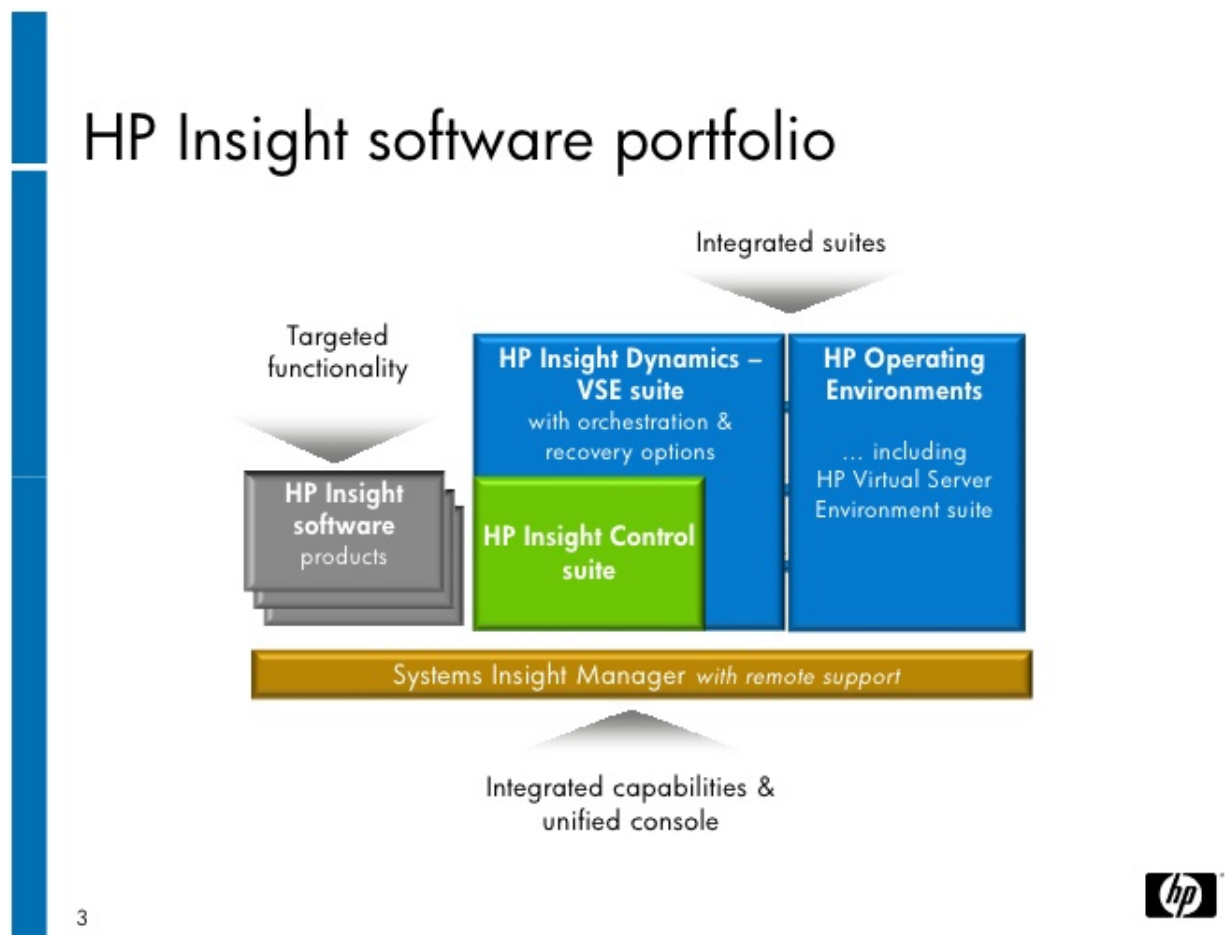 HP Insight software portfolio
Integrated suites
Targeted
functionality
HP Insight Dynamics –
VSE suite
with orchestration &
recovery options
HP Operating
Environments
... including
HP Virtual Server
Environment suite
HP Insight
software
products
HP Insight Control
suite
Systems Insight Manager with remote support
Integrated capabilities &
unified console
hp
3